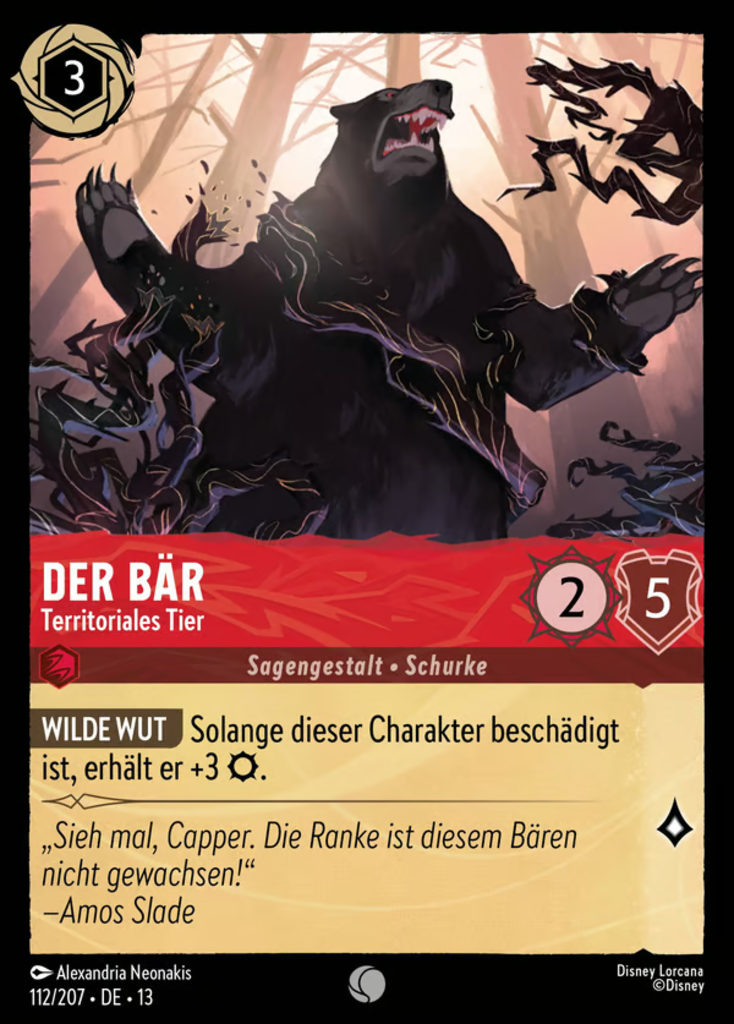 3
DER BÄR
Territoriales Tier
2
5
Sagengestalt • Schurke
WILDE WUT Solange dieser Charakter beschädigt
ist, erhält er +3 .
„Sieh mal, Capper. Die Ranke ist diesem Bären
nicht gewachsen!“
–Amos Slade
Alexandria Neonakis
112/207 • DE • 13
Disney Lorcana
©Disney